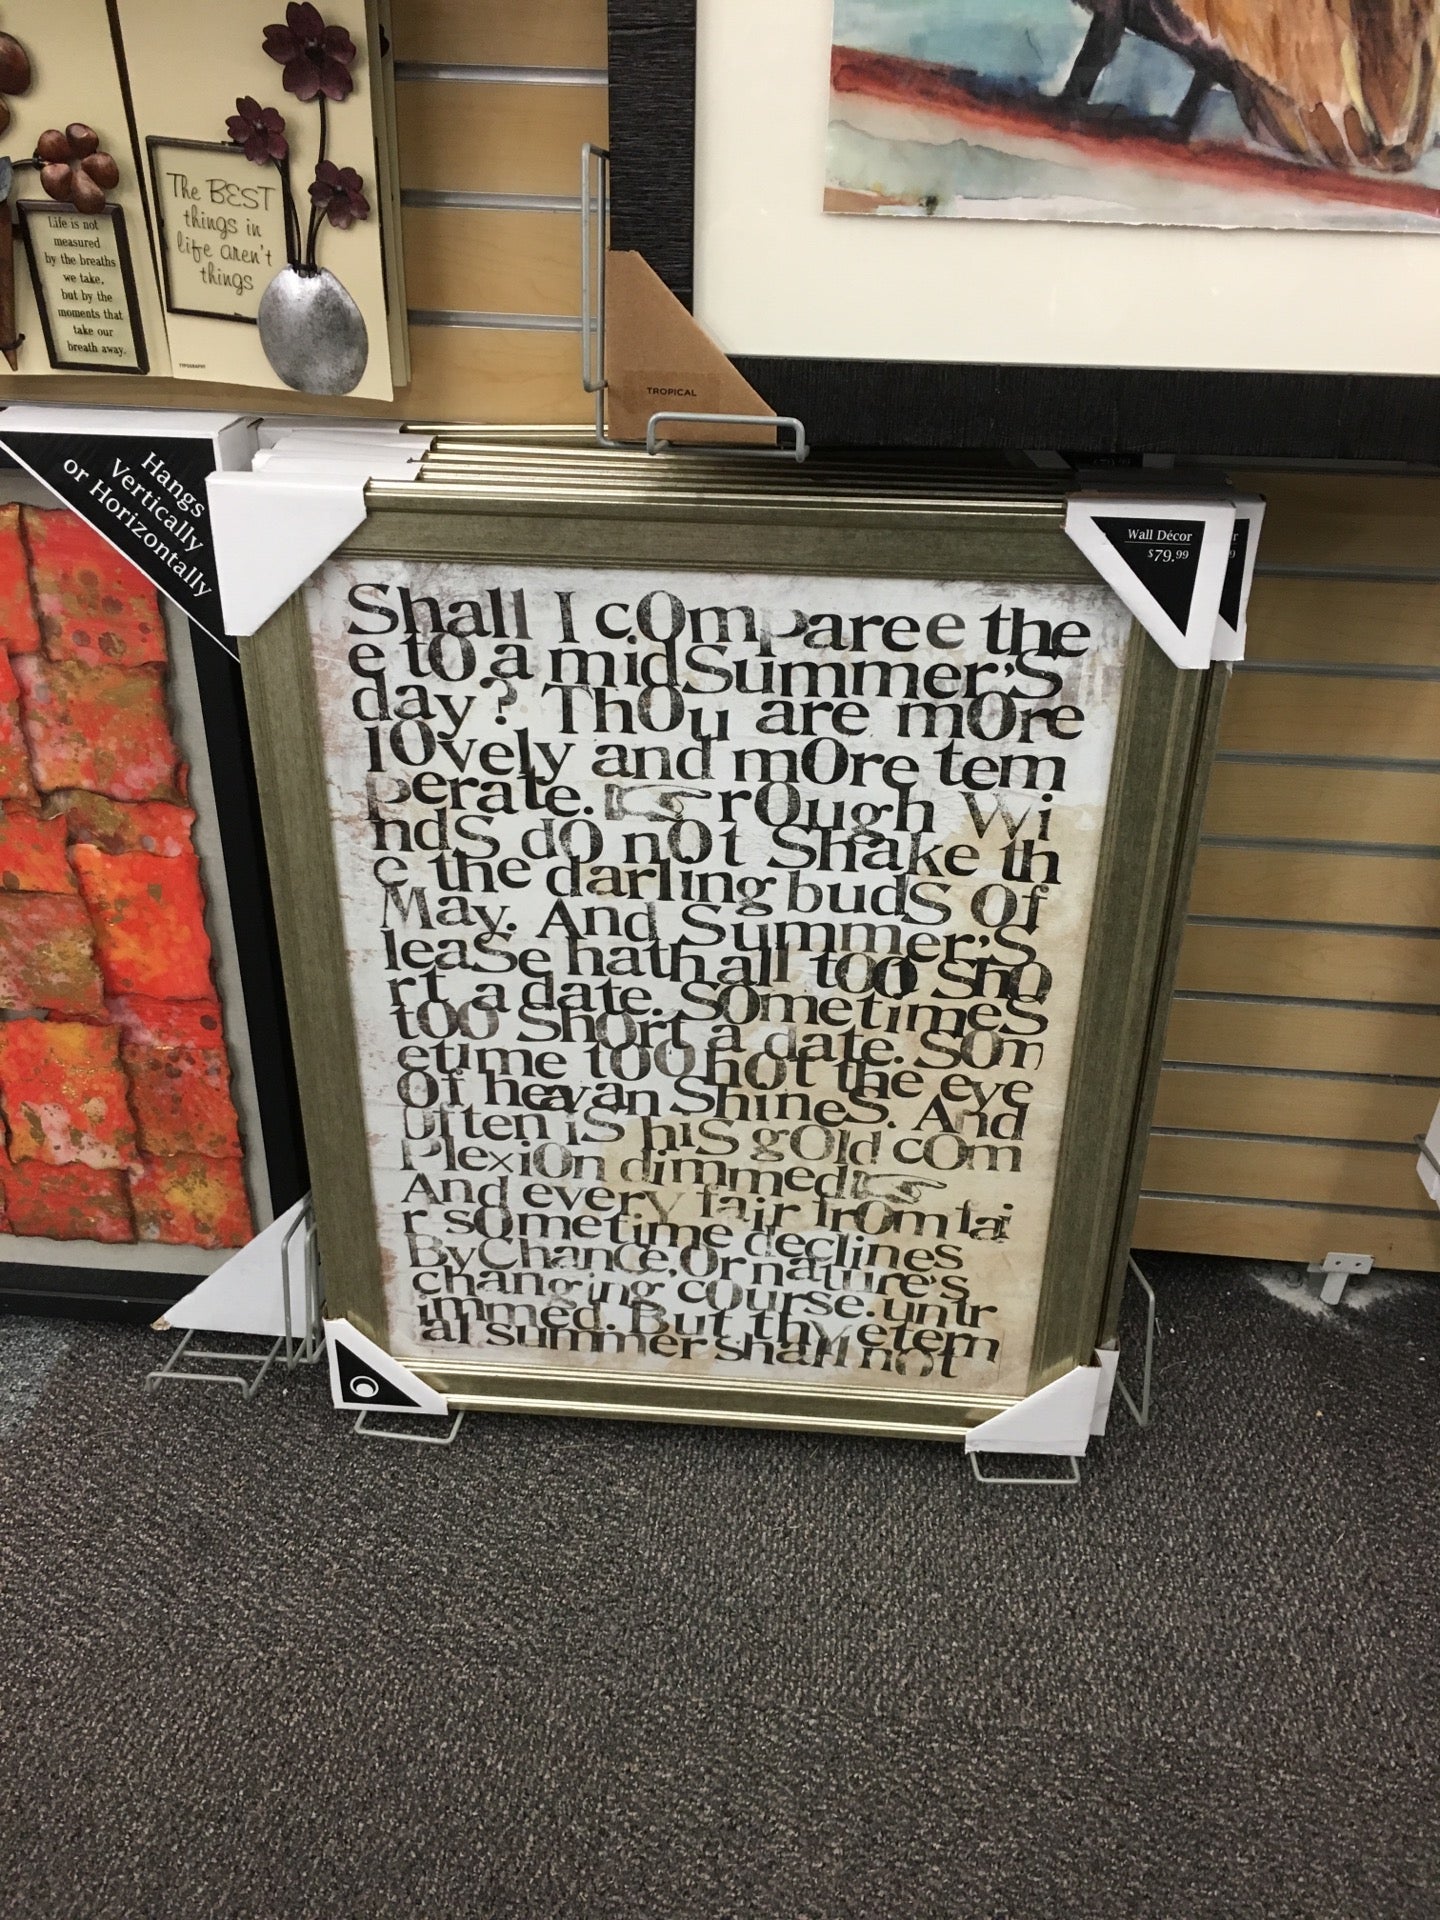 The BEST
things in
life aren't
things
TYPOGRAPHY
Life is not
measured
by the breaths
we take,
but by the
moments that
take our
breath away.
TROPICAL
Hangs
Vertically
or Horizontally
Wall Décor
$79.99
Shall I cOmparee the
e tO a midSummer'S
day? ThOu are mOre
lOvely and mOre tem
perate. rOugh Wi
ndS dO nOt Shake th
e the darling budS Of
May. And Summer'S
leaSe hath all tOO ShO
rt a date. SOmetimeS
tOO ShOrt a date. SOm
etime tOO hOt the eye
Of heavan ShineS. And
Often iS hiS gOld cOm
PlexiOn dimmed
And every fair frOm fai
r sOmetime declines
By Chance, Or nature's
changing cOurse. untr
immed. But thy etern
al summer shall nOt